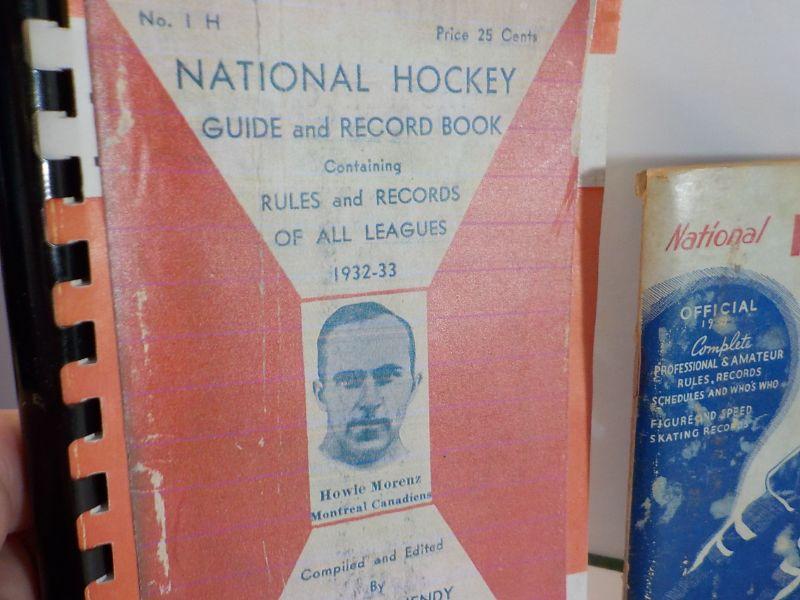 No. 1 H
Price 25 Cents
NATIONAL HOCKEY
GUIDE and RECORD BOOK
Containing
RULES and RECORDS
OF ALL LEAGUES
1932-33
Howie Morenz
Montreal Canadiens
Compiled and Edited
By
National
OFFICIAL
Complete
PROFESSIONAL & AMATEUR
RULES, RECORDS
SCHEDULES AND WHO'S WHO
FIGURE AND SPEED
SKATING RECORDS